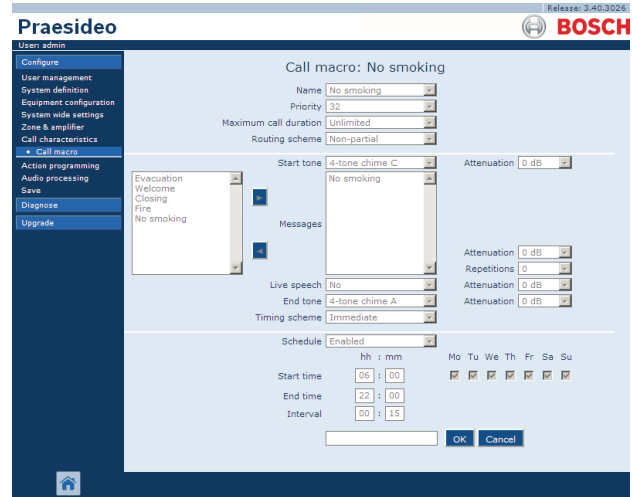 Release: 3.40.3026
Praesideo
BOSCH
User: admin
Configure
User management
System definition
Equipment configuration
System wide settings
Zone & amplifier
Call characteristics
• Call macro
Action programming
Audio processing
Save
Diagnose
Upgrade
Call macro: No smoking
Name No smoking
Priority 32
Maximum call duration Unlimited
Routing scheme Non-partial
Start tone 4-tone chime C Attenuation 0 dB
Evacuation
Welcome
Closing
Fire
No smoking
Messages
No smoking
Attenuation 0 dB
Repetitions 0
Live speech No Attenuation 0 dB
End tone 4-tone chime A Attenuation 0 dB
Timing scheme Immediate
Schedule Enabled
hh : mm Mo Tu We Th Fr Sa Su
Start time 06 : 00
End time 22 : 00
Interval 00 : 15
OK Cancel